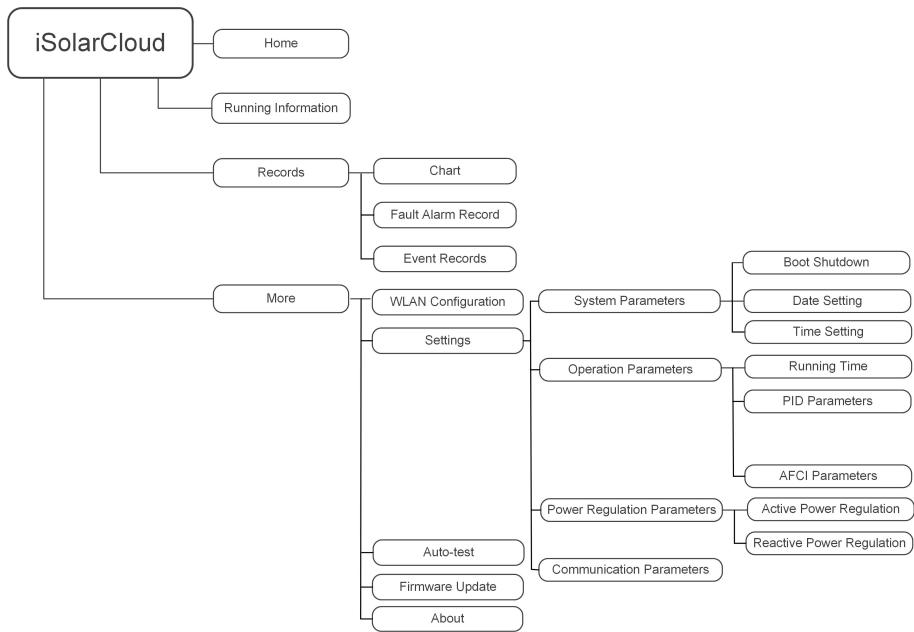 iSolarCloud
Home
Running Information
Records
Chart
Fault Alarm Record
Event Records
More
WLAN Configuration
Settings
System Parameters
Boot Shutdown
Date Setting
Time Setting
Operation Parameters
Running Time
PID Parameters
AFCI Parameters
Power Regulation Parameters
Active Power Regulation
Reactive Power Regulation
Communication Parameters
Auto-test
Firmware Update
About